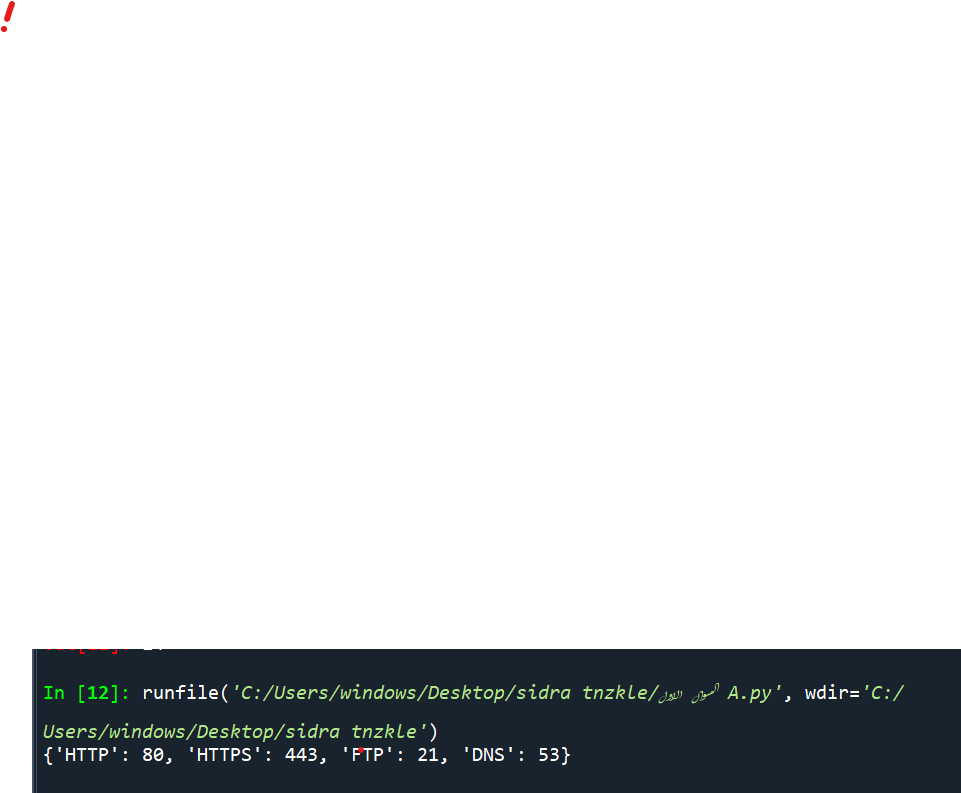 In [12]: runfile('C:/Users/windows/Desktop/sidra tnzkle/السوال الاول A.py', wdir='C:/
Users/windows/Desktop/sidra tnzkle')
{'HTTP': 80, 'HTTPS': 443, 'FTP': 21, 'DNS': 53}